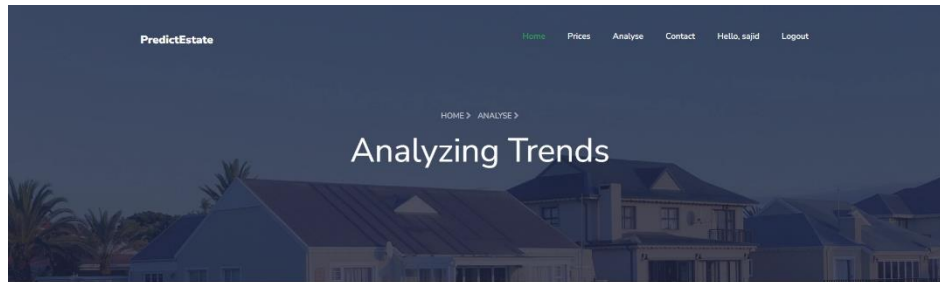 PredictEstate Home Prices Analyse Contact Hello, sajid Logout
HOME > ANALYSE >
Analyzing Trends